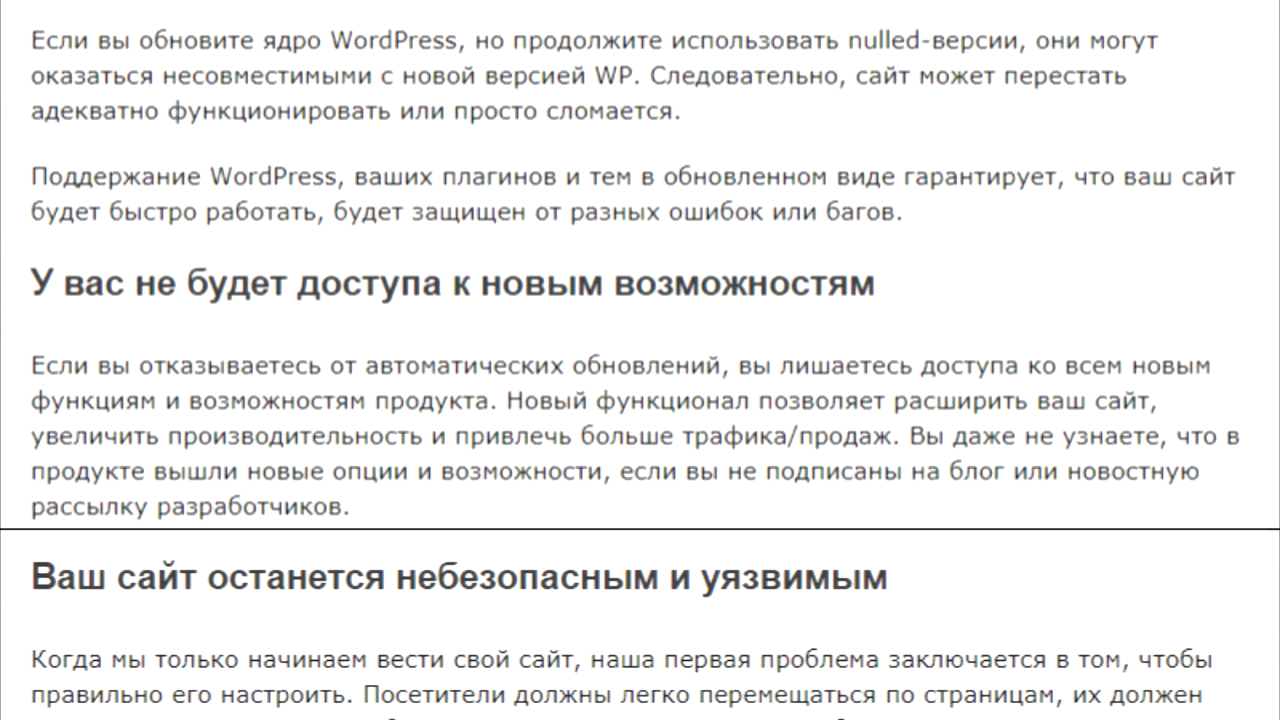 Если вы обновите ядро WordPress, но продолжите использовать nulled-версии, они могут
оказаться несовместимыми с новой версией WP. Следовательно, сайт может перестать
адекватно функционировать или просто сломается.
Поддержание WordPress, ваших плагинов и тем в обновленном виде гарантирует, что ваш сайт
будет быстро работать, будет защищен от разных ошибок или багов.
У вас не будет доступа к новым возможностям
Если вы отказываетесь от автоматических обновлений, вы лишаетесь доступа ко всем новым
функциям и возможностям продукта. Новый функционал позволяет расширить ваш сайт,
увеличить производительность и привлечь больше трафика/продаж. Вы даже не узнаете, что в
продукте вышли новые опции и возможности, если вы не подписаны на блог или новостную
рассылку разработчиков.
Ваш сайт останется небезопасным и уязвимым
Когда мы только начинаем вести свой сайт, наша первая проблема заключается в том, чтобы
правильно его настроить. Посетители должны легко перемещаться по страницам, их должен